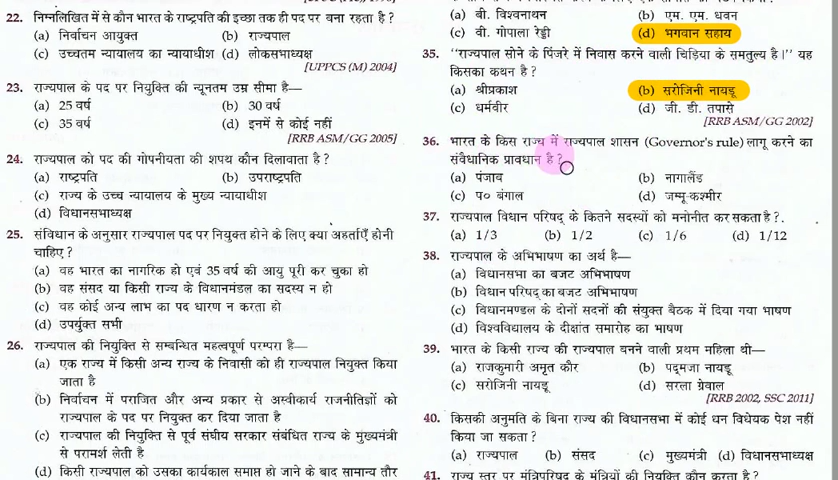 22. निम्नलिखित में से कौन भारत के राष्ट्रपति की इच्छा तक ही पद पर बना रहता है ?
(a) निर्वाचन आयुक्त (b) राज्यपाल
(c) उच्चतम न्यायालय का न्यायाधीश (d) लोकसभाध्यक्ष
[UPPCS (M) 2004]
23. राज्यपाल के पद पर नियुक्ति की न्यूनतम उम्र सीमा है—
(a) 25 वर्ष (b) 30 वर्ष
(c) 35 वर्ष (d) इनमें से कोई नहीं
[RRB ASM/GG 2005]
24. राज्यपाल को पद की गोपनीयता की शपथ कौन दिलावाता है ?
(a) राष्ट्रपति (b) उपराष्ट्रपति
(c) राज्य के उच्च न्यायालय के मुख्य न्यायाधीश
(d) विधानसभाध्यक्ष
25. संविधान के अनुसार राज्यपाल पद पर नियुक्त होने के लिए क्या अहर्ताएँ होनी
चाहिए ?
(a) वह भारत का नागरिक हो एवं 35 वर्ष की आयु पूरी कर चुका हो
(b) वह संसद या किसी राज्य के विधानमंडल का सदस्य न हो
(c) वह कोई अन्य लाभ का पद धारण न करता हो
(d) उपर्युक्त सभी
26. राज्यपाल की नियुक्ति से सम्बन्धित महत्वपूर्ण परम्परा है—
(a) एक राज्य में किसी अन्य राज्य के निवासी को ही राज्यपाल नियुक्त किया
जाता है
(b) निर्वाचन में पराजित और अन्य प्रकार से अस्वीकार्य राजनीतिज्ञों को
राज्यपाल के पद पर नियुक्त कर दिया जाता है
(c) राज्यपाल की नियुक्ति से पूर्व संघीय सरकार संबंधित राज्य के मुख्यमंत्री
से परामर्श लेती है
(d) किसी राज्यपाल को उसका कार्यकाल समाप्त हो जाने के बाद सामान्य तौर
(a) वी. विश्वनाथन (b) एम. एम. धवन
(c) वी. गोपाला रेड्डी (d) भगवान सहाय
35. ‘‘राज्यपाल सोने के पिंजरे में निवास करने वाली चिड़िया के समतुल्य है।’’ यह
किसका कथन है ?
(a) श्रीप्रकाश (b) सरोजिनी नायडू
(c) धर्मवीर (d) जी. डी. तपासे
[RRB ASM/GG 2002]
36. भारत के किस राज्य में राज्यपाल शासन (Governor's rule) लागू करने का
संवैधानिक प्रावधान है ?
(a) पंजाब (b) नागालैंड
(c) प० बंगाल (d) जम्मू-कश्मीर
37. राज्यपाल विधान परिषद् के कितने सदस्यों को मनोनीत कर सकता है ?.
(a) 1/3 (b) 1/2 (c) 1/6 (d) 1/12
38. राज्यपाल के अभिभाषण का अर्थ है—
(a) विधानसभा का बजट अभिभाषण
(b) विधान परिषद् का बजट अभिभाषण
(c) विधानमण्डल के दोनों सदनों की संयुक्त बैठक में दिया गया भाषण
(d) विश्वविद्यालय के दीक्षांत समारोह का भाषण
39. भारत के किसी राज्य की राज्यपाल बनने वाली प्रथम महिला थी—
(a) राजकुमारी अमृत कौर (b) पद्मजा नायडू
(c) सरोजिनी नायडू (d) सरला ग्रेवाल
[RRB 2002, SSC 2011]
40. किसकी अनुमति के बिना राज्य की विधानसभा में कोई धन विधेयक पेश नहीं
किया जा सकता ?
(a) राज्यपाल (b) संसद (c) मुख्यमंत्री (d) विधानसभाध्यक्ष
41. राज्य स्तर पर मंत्रिपरिषद के मंत्रियों की नियुक्ति कौन करता है ?